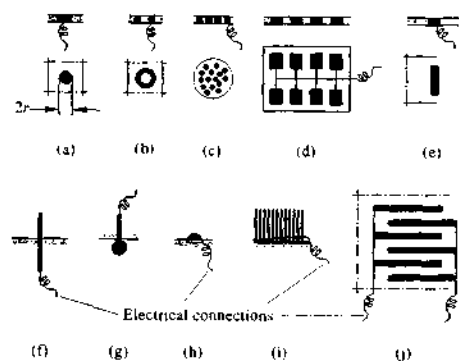 2r
(a) (b) (c) (d) (e)
Electrical connections
(f) (g) (h) (i) (j)